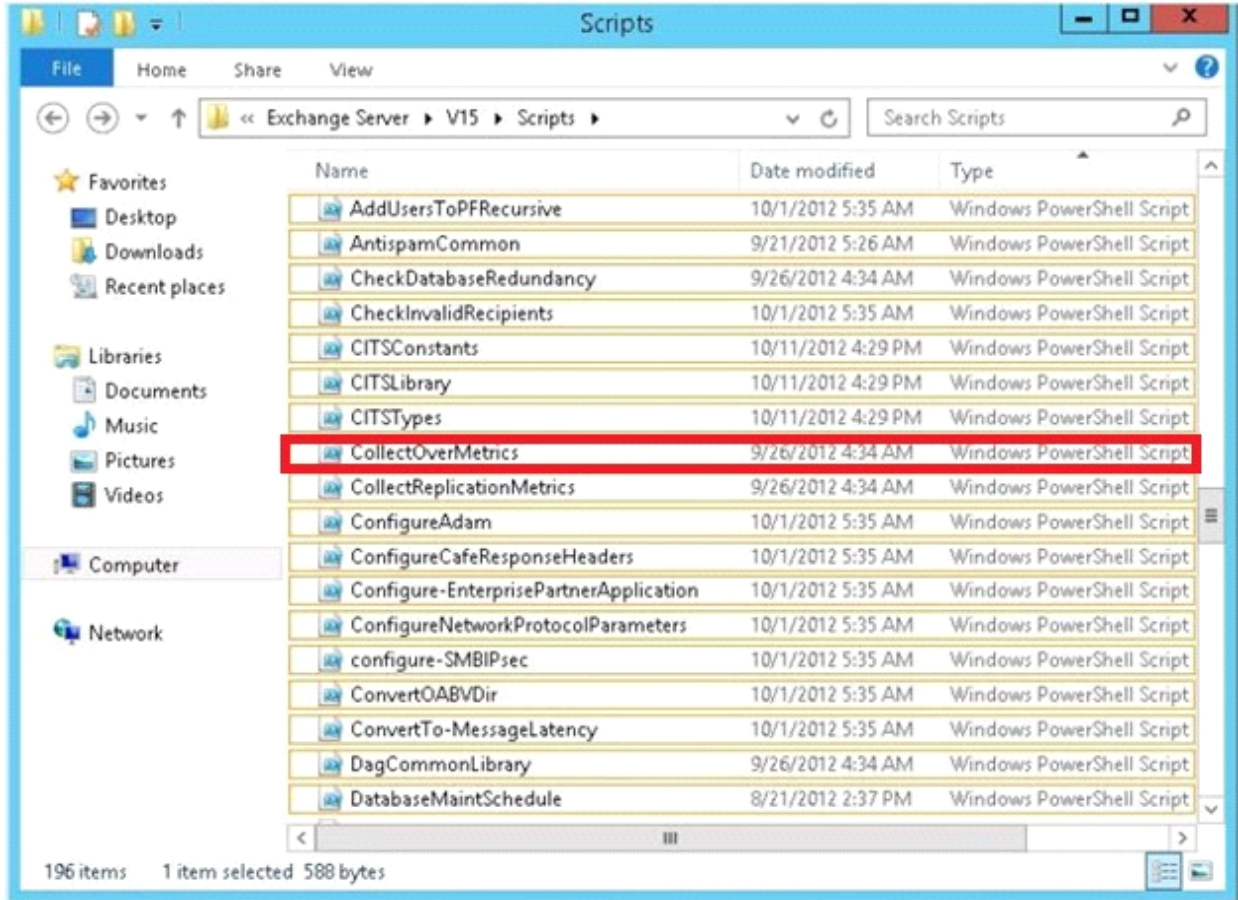 Scripts
File Home Share View
« Exchange Server ▸ V15 ▸ Scripts ▸ Search Scripts
Name Date modified Type
Favorites
Desktop
Downloads
Recent places
Libraries
Documents
Music
Pictures
Videos
Computer
Network
AddUsersToPFRecursive 10/1/2012 5:35 AM Windows PowerShell Script
AntispamCommon 9/21/2012 5:26 AM Windows PowerShell Script
CheckDatabaseRedundancy 9/26/2012 4:34 AM Windows PowerShell Script
CheckInvalidRecipients 10/1/2012 5:35 AM Windows PowerShell Script
CITSConstants 10/11/2012 4:29 PM Windows PowerShell Script
CITSLibrary 10/11/2012 4:29 PM Windows PowerShell Script
CITSTypes 10/11/2012 4:29 PM Windows PowerShell Script
CollectOverMetrics 9/26/2012 4:34 AM Windows PowerShell Script
CollectReplicationMetrics 9/26/2012 4:34 AM Windows PowerShell Script
ConfigureAdam 10/1/2012 5:35 AM Windows PowerShell Script
ConfigureCafeResponseHeaders 10/1/2012 5:35 AM Windows PowerShell Script
Configure-EnterprisePartnerApplication 10/1/2012 5:35 AM Windows PowerShell Script
ConfigureNetworkProtocolParameters 10/1/2012 5:35 AM Windows PowerShell Script
configure-SMBIPsec 10/1/2012 5:35 AM Windows PowerShell Script
ConvertOABVDir 10/1/2012 5:35 AM Windows PowerShell Script
ConvertTo-MessageLatency 10/1/2012 5:35 AM Windows PowerShell Script
DagCommonLibrary 9/26/2012 4:34 AM Windows PowerShell Script
DatabaseMaintSchedule 8/21/2012 2:37 PM Windows PowerShell Script
196 items 1 item selected 588 bytes